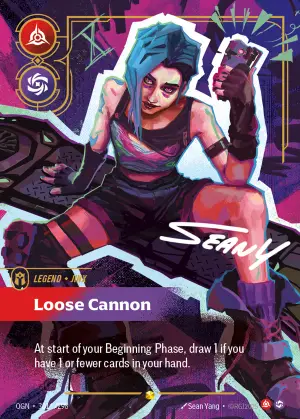 SEANY
LEGEND • JINX
Loose Cannon
At start of your Beginning Phase, draw 1 if you
have 1 or fewer cards in your hand.
OGN •
Sean Yang •